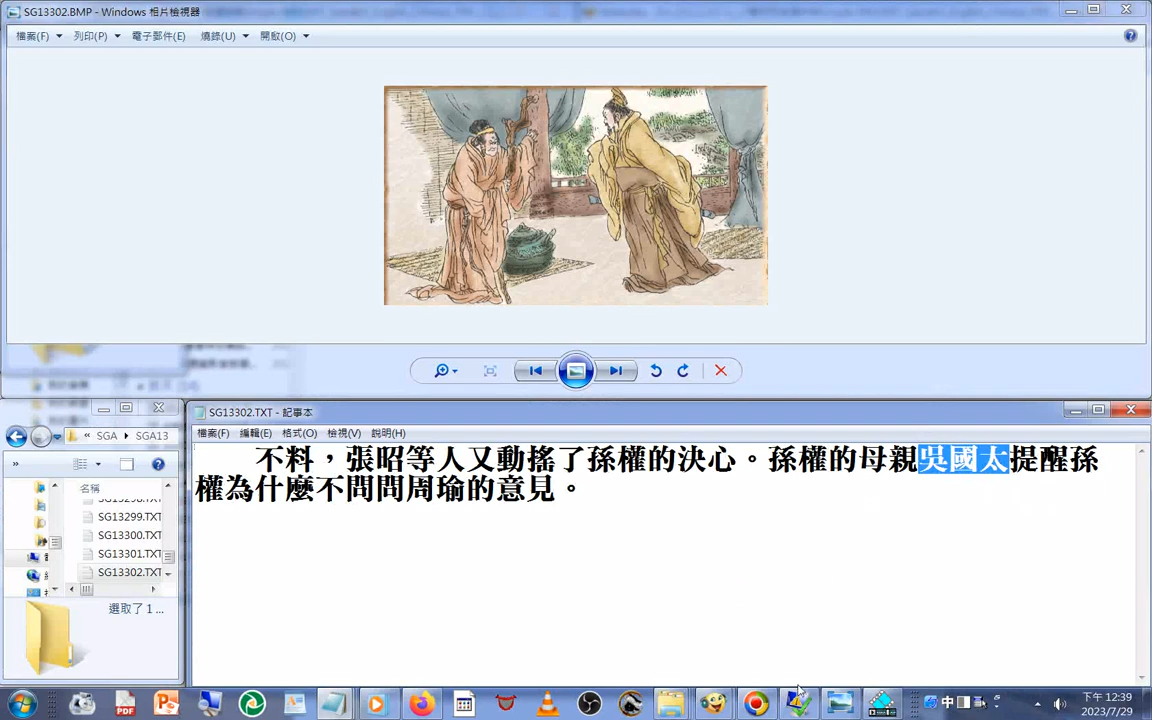 SG13302.BMP - Windows 相片檢視器
檔案(F) 列印(P) 電子郵件(E) 燒錄(U) 開啟(O)
SG13302.TXT - 記事本
檔案(F) 編輯(E) 格式(O) 檢視(V) 說明(H)
不料，張昭等人又動搖了孫權的決心。孫權的母親吳國太提醒孫
權為什麼不問問周瑜的意見。
« SGA SG13
名稱
SG13299.TXT
SG13300.TXT
SG13301.TXT
SG13302.TXT
選取了 1 ...
PDF
中
下午 12:39
2023/7/29